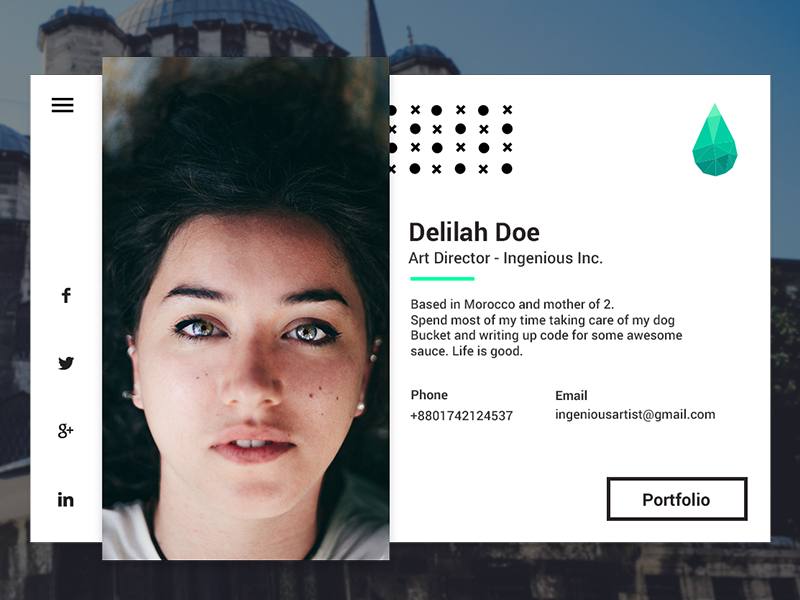 Delilah Doe
Art Director - Ingenious Inc.
Based in Morocco and mother of 2.
Spend most of my time taking care of my dog
Bucket and writing up code for some awesome
sauce. Life is good.
Phone
+8801742124537
Email
ingeniousartist@gmail.com
Portfolio